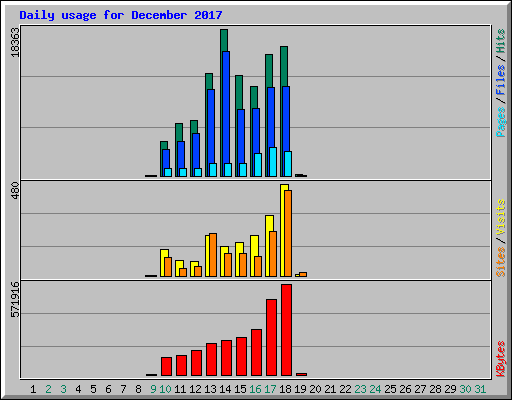 Daily usage for December 2017
18363
Pages / Files / Hits
480
Sites / Visits
571916
KBytes
1 2 3 4 5 6 7 8 9 10 11 12 13 14 15 16 17 18 19 20 21 22 23 24 25 26 27 28 29 30 31